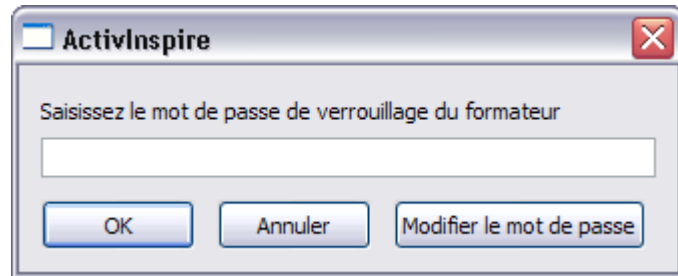 ActivInspire
Saisissez le mot de passe de verrouillage du formateur
OK Annuler Modifier le mot de passe